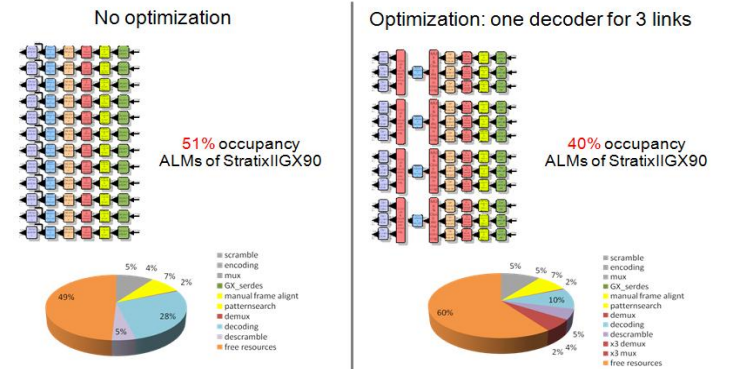 No optimization
51% occupancy
ALMs of StratixIIGX90
5%
4%
7%
2%
28%
5%
49%
scramble
encoding
mux
GX_serdes
manual frame alignt
patternsearch
demux
decoding
descramble
free resources
Optimization: one decoder for 3 links
40% occupancy
ALMs of StratixIIGX90
5%
5%
7%
2%
10%
5%
4%
2%
60%
scramble
encoding
mux
GX_serdes
manual frame alignt
patternsearch
demux
decoding
descramble
x3 demux
x3 mux
free resources